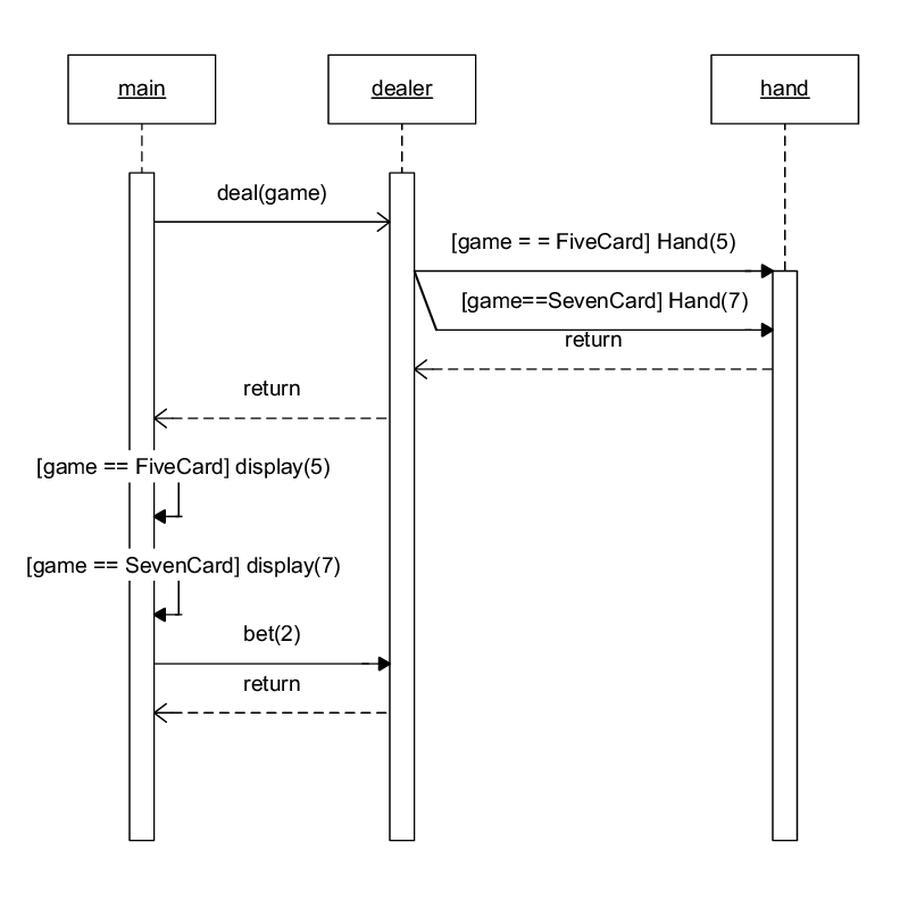 main
dealer
hand
deal(game)
[game = = FiveCard] Hand(5)
[game==SevenCard] Hand(7)
return
return
[game == FiveCard] display(5)
[game == SevenCard] display(7)
bet(2)
return